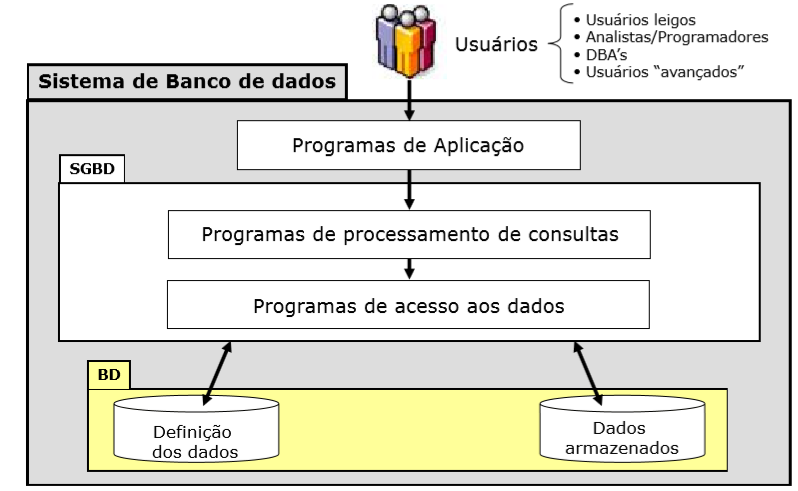 Usuários
• Usuários leigos
• Analistas/Programadores
• DBA’s
• Usuários “avançados”
Sistema de Banco de dados
Programas de Aplicação
SGBD
Programas de processamento de consultas
Programas de acesso aos dados
BD
Definição
dos dados
Dados
armazenados